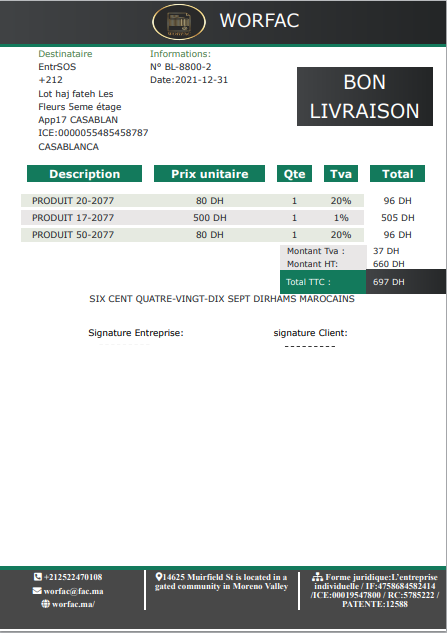 WORFAC
Destinataire
EntrSOS
+212
Lot haj fateh Les
Fleurs 5eme étage
App17 CASABLAN
ICE:0000055485458787
CASABLANCA
Informations:
N° BL-8800-2
Date:2021-12-31
BON
LIVRAISON
Description Prix unitaire Qte Tva Total
PRODUIT 20-2077 80 DH 1 20% 96 DH
PRODUIT 17-2077 500 DH 1 1% 505 DH
PRODUIT 50-2077 80 DH 1 20% 96 DH
Montant Tva : 37 DH
Montant HT: 660 DH
Total TTC : 697 DH
SIX CENT QUATRE-VINGT-DIX SEPT DIRHAMS MAROCAINS
Signature Entreprise: signature Client:
--------
+212522470108
worfac@fac.ma
worfac.ma/
14625 Muirfield St is located in a
gated community in Moreno Valley
Forme juridique:L'entreprise
individuelle / IF:4758684582414
/ICE:00019547800 / RC:5785222 /
PATENTE:12588